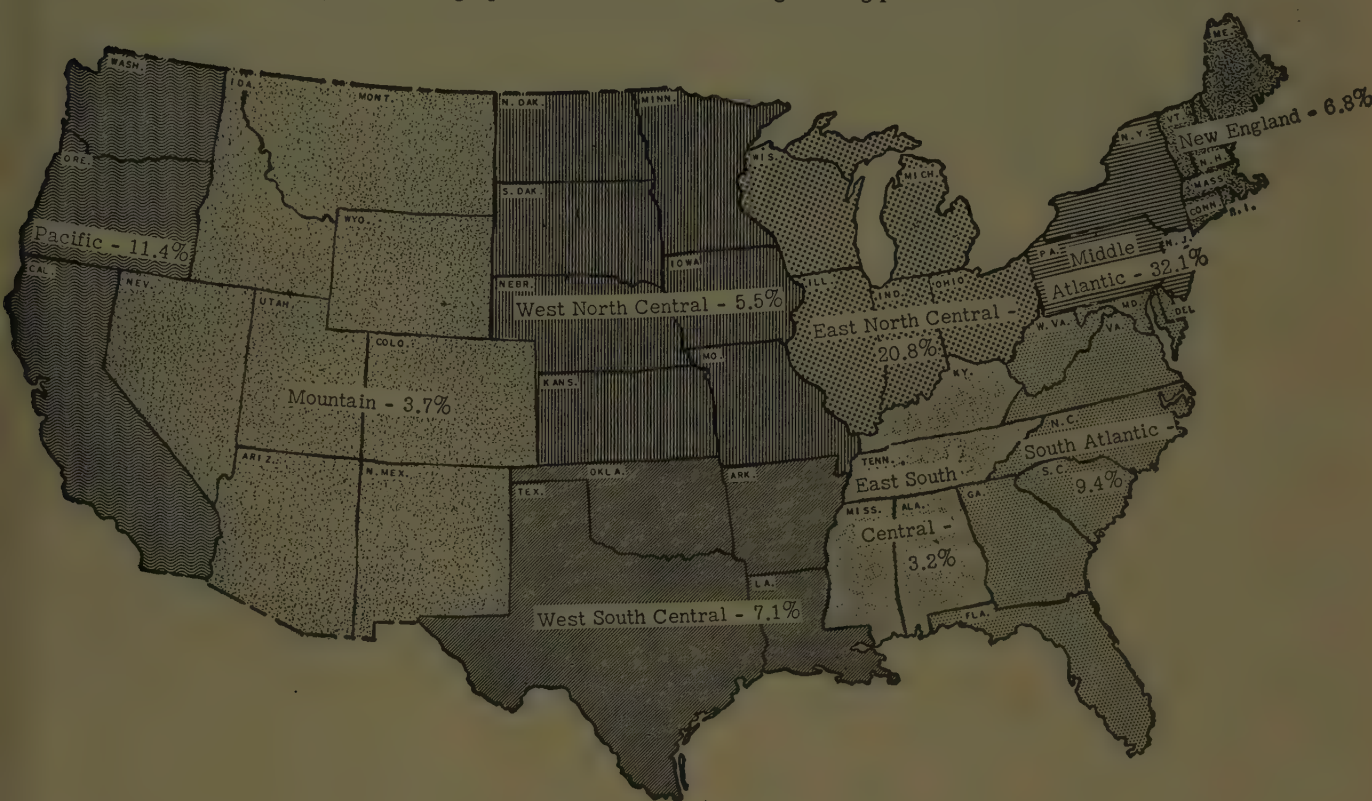 WASH.
IDA.
MONT.
N. DAK.
MINN.
ME.
VT.
N.Y.
New England - 6.8%
N.H.
MASS.
CONN.
R.I.
ORE.
S. DAK.
WIS.
MICH.
WYO.
Pacific - 11.4%
CAL.
NEV.
UTAH.
NEBR.
IOWA
West North Central - 5.5%
ILL.
IND.
OHIO
East North Central -
20.8%
PA.
N.J.
Middle
Atlantic - 32.1%
MD.
DEL
W. VA.
VA.
COLO.
KANS.
MO.
KY.
Mountain - 3.7%
N.C.
South Atlantic -
9.4%
S.C.
ARIZ.
N. MEX.
TEX.
OKLA.
ARK.
TENN.
East South
Central -
3.2%
MISS.
ALA.
GA.
LA.
FLA.
West South Central - 7.1%